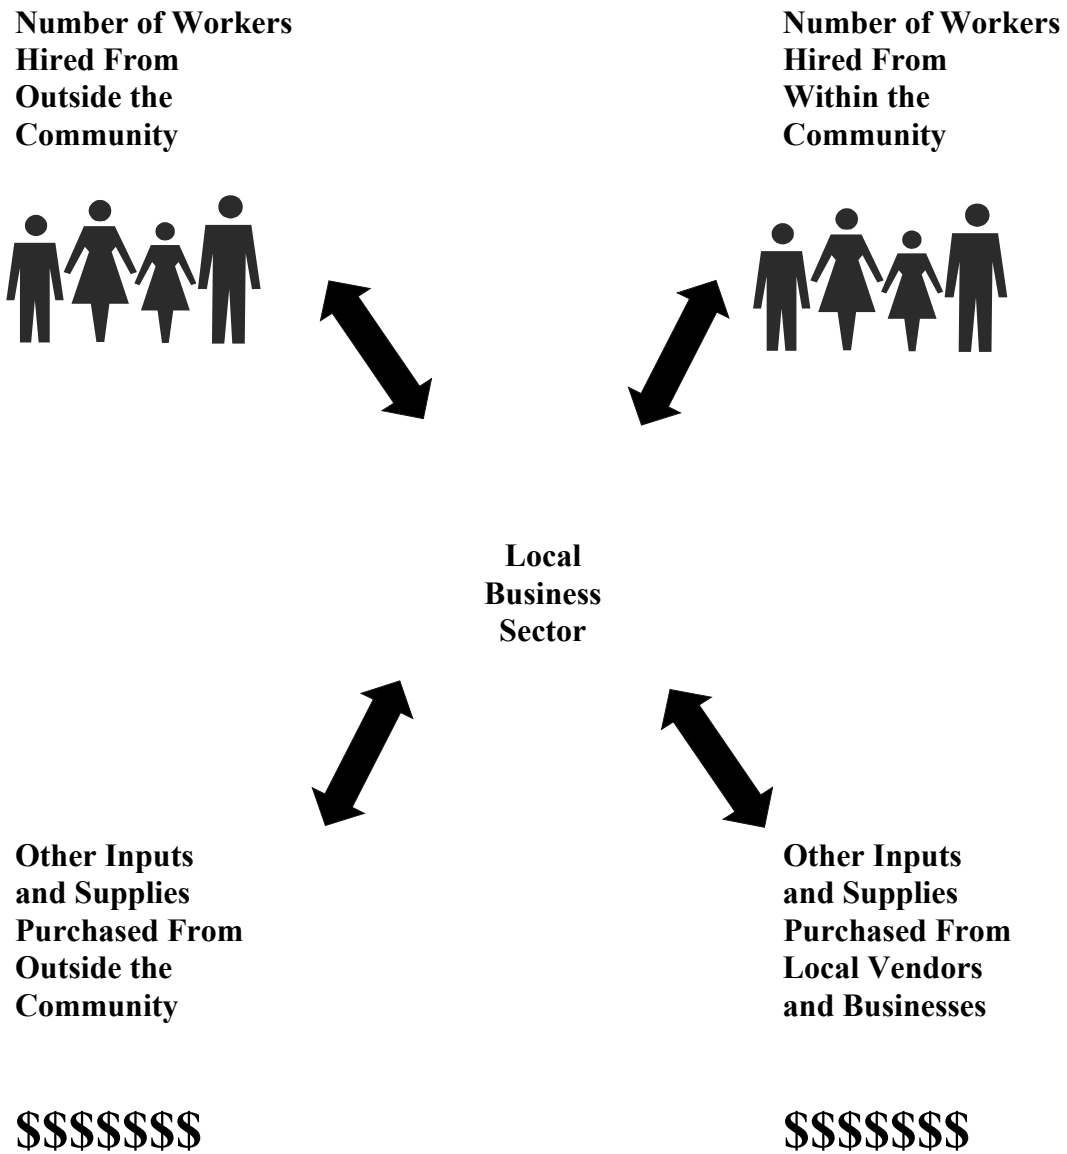 Number of Workers
Hired From
Outside the
Community
Number of Workers
Hired From
Within the
Community
Local
Business
Sector
Other Inputs
and Supplies
Purchased From
Outside the
Community
Other Inputs
and Supplies
Purchased From
Local Vendors
and Businesses
$$$$$$$
$$$$$$$